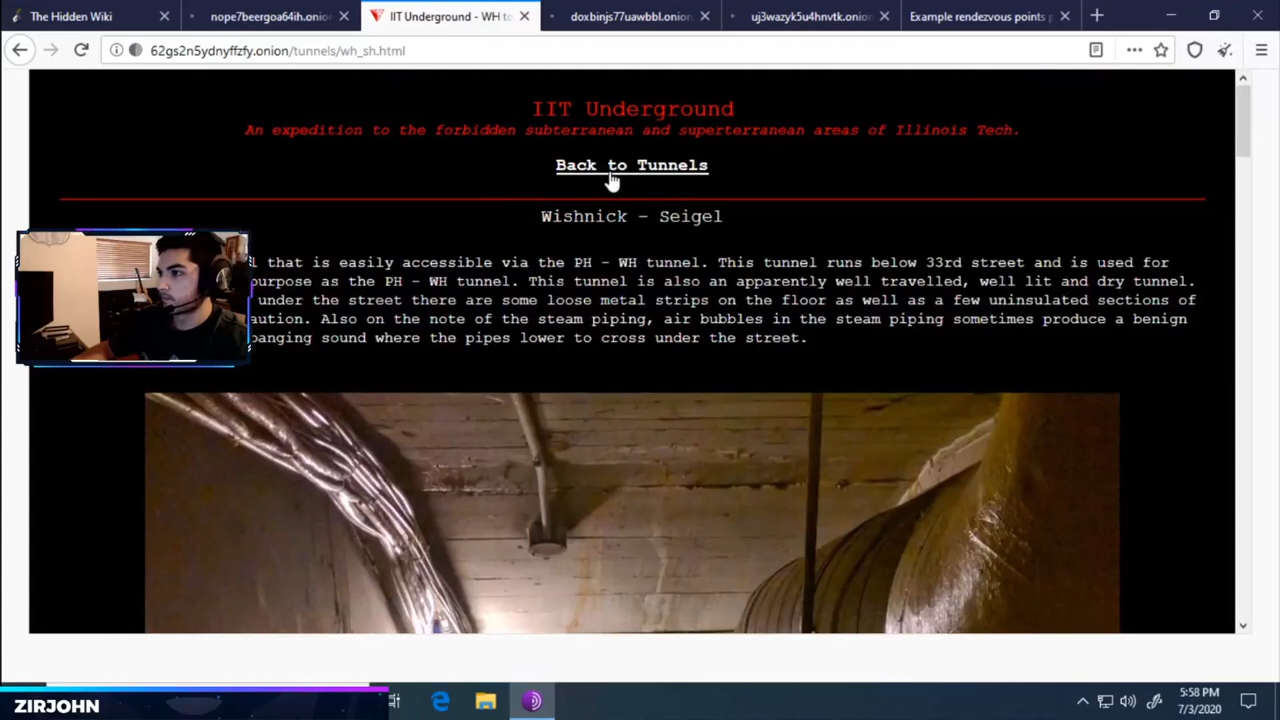 The Hidden Wiki
nope7beergoa64ih.onion
IIT Underground - WH to
doxbinjs77uawbbl.onion
uj3wazyk5u4hnvtk.onion
Example rendezvous points p
62gs2n5ydnyffzfy.onion/tunnels/wh_sh.html
IIT Underground
An expedition to the forbidden subterranean and superterranean areas of Illinois Tech.
Back to Tunnels
Wishnick - Seigel
that is easily accessible via the PH - WH tunnel. This tunnel runs below 33rd street and is used for
purpose as the PH - WH tunnel. This tunnel is also an apparently well travelled, well lit and dry tunnel.
under the street there are some loose metal strips on the floor as well as a few uninsulated sections of
Also on the note of the steam piping, air bubbles in the steam piping sometimes produce a benign
banging sound where the pipes lower to cross under the street.
ZIRJOHN
5:58 PM
7/3/2020